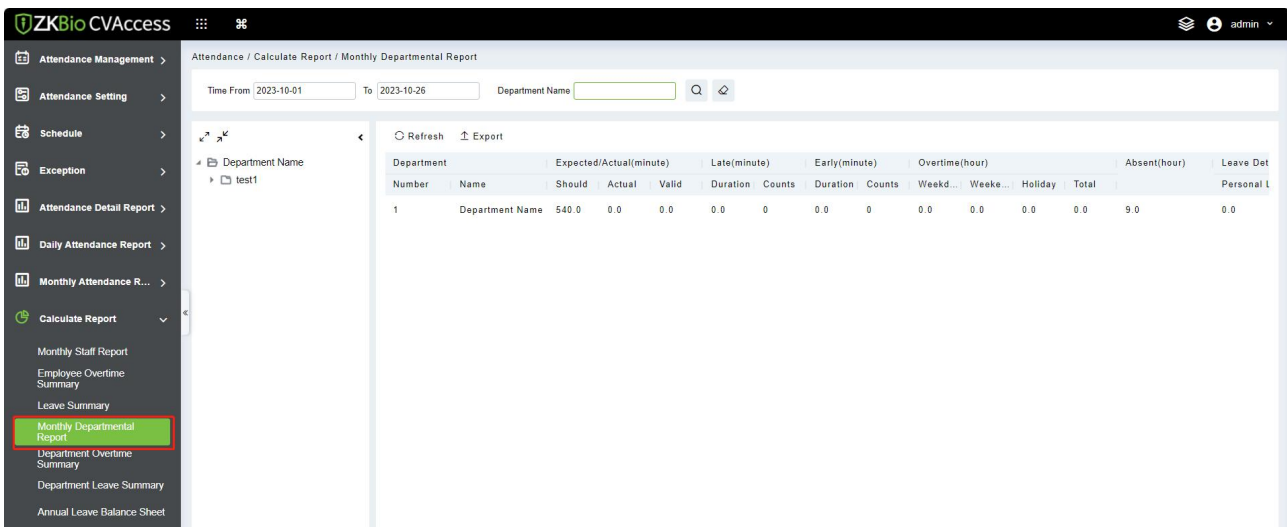 ZKBio CVAccess
admin
Attendance Management
Attendance Setting
Schedule
Exception
Attendance Detail Report
Daily Attendance Report
Monthly Attendance R...
Calculate Report
Monthly Staff Report
Employee Overtime
Summary
Leave Summary
Monthly Departmental
Report
Department Overtime
Summary
Department Leave Summary
Annual Leave Balance Sheet
Attendance / Calculate Report / Monthly Departmental Report
Time From 2023-10-01 To 2023-10-26 Department Name
Department Name
test1
Refresh Export
Department Expected/Actual(minute) Late(minute) Early(minute) Overtime(hour) Absent(hour) Leave Det
Number Name Should Actual Valid Duration Counts Duration Counts Weekd... Weeke... Holiday Total Personal L
1 Department Name 540.0 0.0 0.0 0.0 0 0.0 0 0.0 0.0 0.0 0.0 9.0 0.0